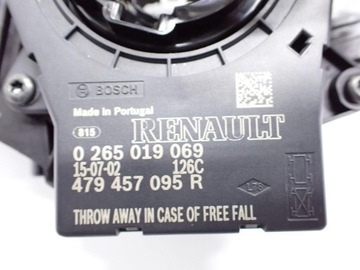 BOSCH
Made in Portugal
815
RENAULT
0 265 019 069
15-07-02 126C
479 457 095 R
THROW AWAY IN CASE OF FREE FALL